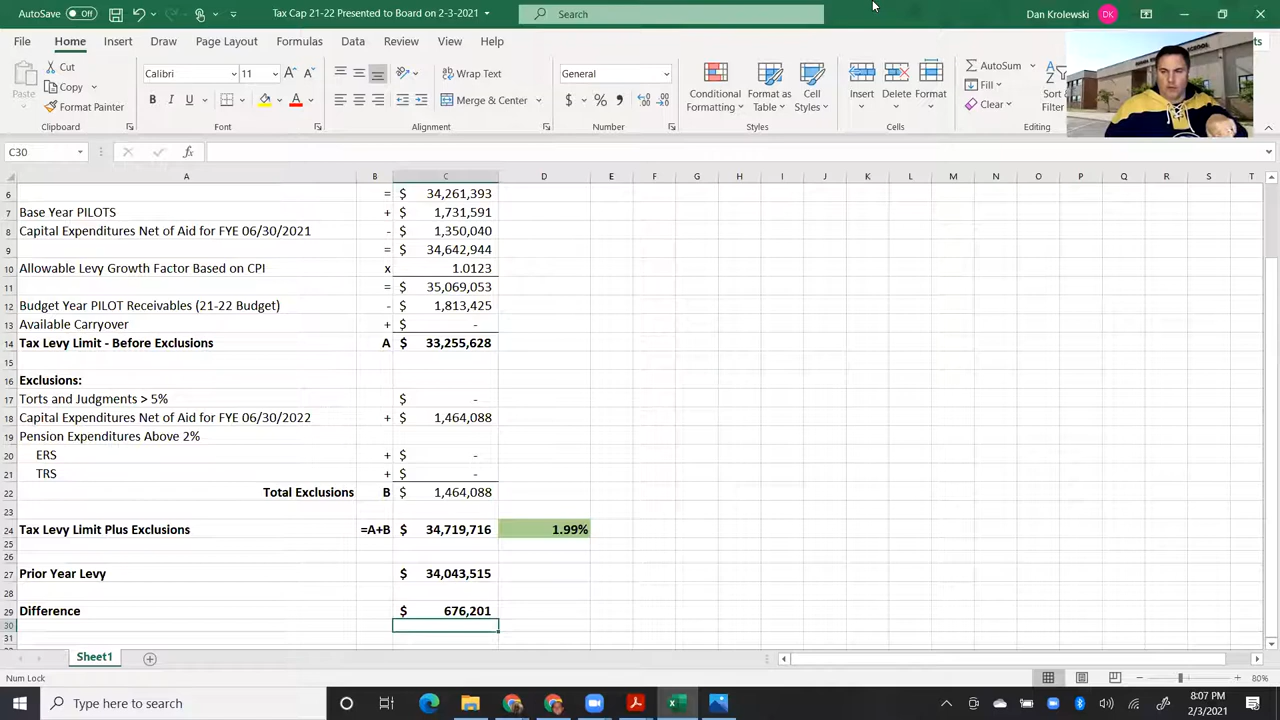 AutoSave Off Tax Cap 21-22 Presented to Board on 2-3-2021 Search Dan Krolewski DK
File Home Insert Draw Page Layout Formulas Data Review View Help
Paste Cut Copy Format Painter Clipboard
Calibri 11 B I U Font
Wrap Text Merge & Center Alignment
General $ % Number
Conditional Formatting Format as Table Cell Styles Styles
Insert Delete Format Cells
AutoSum Fill Clear Sort Filter Editing
C30 fx
A B C D E F G H I J K L M N O P Q R S T
6 = $ 34,261,393
7 Base Year PILOTS + $ 1,731,591
8 Capital Expenditures Net of Aid for FYE 06/30/2021 - $ 1,350,040
9 = $ 34,642,944
10 Allowable Levy Growth Factor Based on CPI x 1.0123
11 = $ 35,069,053
12 Budget Year PILOT Receivables (21-22 Budget) - $ 1,813,425
13 Available Carryover + $ -
14 Tax Levy Limit - Before Exclusions A $ 33,255,628
15
16 Exclusions:
17 Torts and Judgments > 5% $ -
18 Capital Expenditures Net of Aid for FYE 06/30/2022 + $ 1,464,088
19 Pension Expenditures Above 2%
20 ERS + $ -
21 TRS + $ -
22 Total Exclusions B $ 1,464,088
23
24 Tax Levy Limit Plus Exclusions =A+B $ 34,719,716 1.99%
25
26
27 Prior Year Levy $ 34,043,515
28
29 Difference $ 676,201
30
31
Sheet1
Num Lock 80%
Type here to search 8:07 PM
2/3/2021